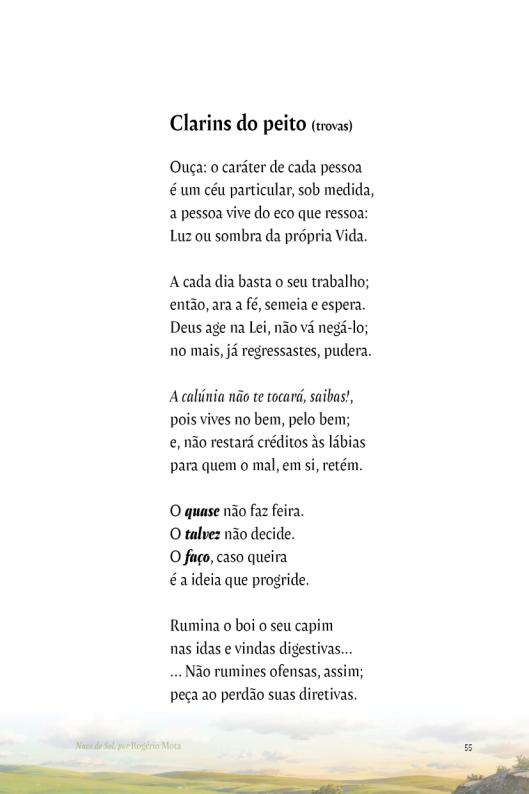 Clarins do peito (trovas)
Ouça: o caráter de cada pessoa
é um céu particular, sob medida,
a pessoa vive do eco que ressoa:
Luz ou sombra da própria Vida.
A cada dia basta o seu trabalho;
então, ara a fé, semeia e espera.
Deus age na Lei, não vá negá-lo;
no mais, já regressastes, pudera.
A calúnia não te tocará, saibas!,
pois vives no bem, pelo bem;
e, não restará créditos às lábias
para quem o mal, em si, retém.
O quase não faz feira.
O talvez não decide.
O faço, caso queira
é a ideia que progride.
Rumina o boi o seu capim
nas idas e vindas digestivas...
... Não rumines ofensas, assim;
peça ao perdão suas diretivas.
Naco de Sol, por Rogério Mota
55